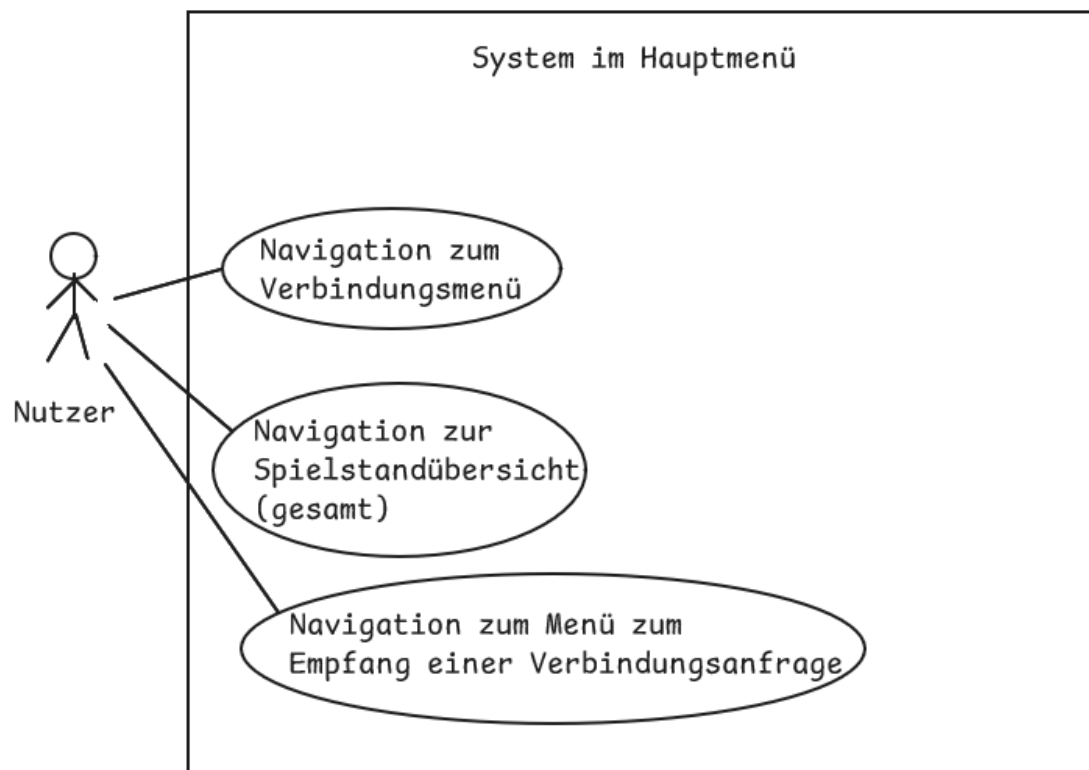 System im Hauptmenü
Navigation zum
Verbindungsmenü
Nutzer
Navigation zur
Spielstandübersicht
(gesamt)
Navigation zum Menü zum
Empfang einer Verbindungsanfrage